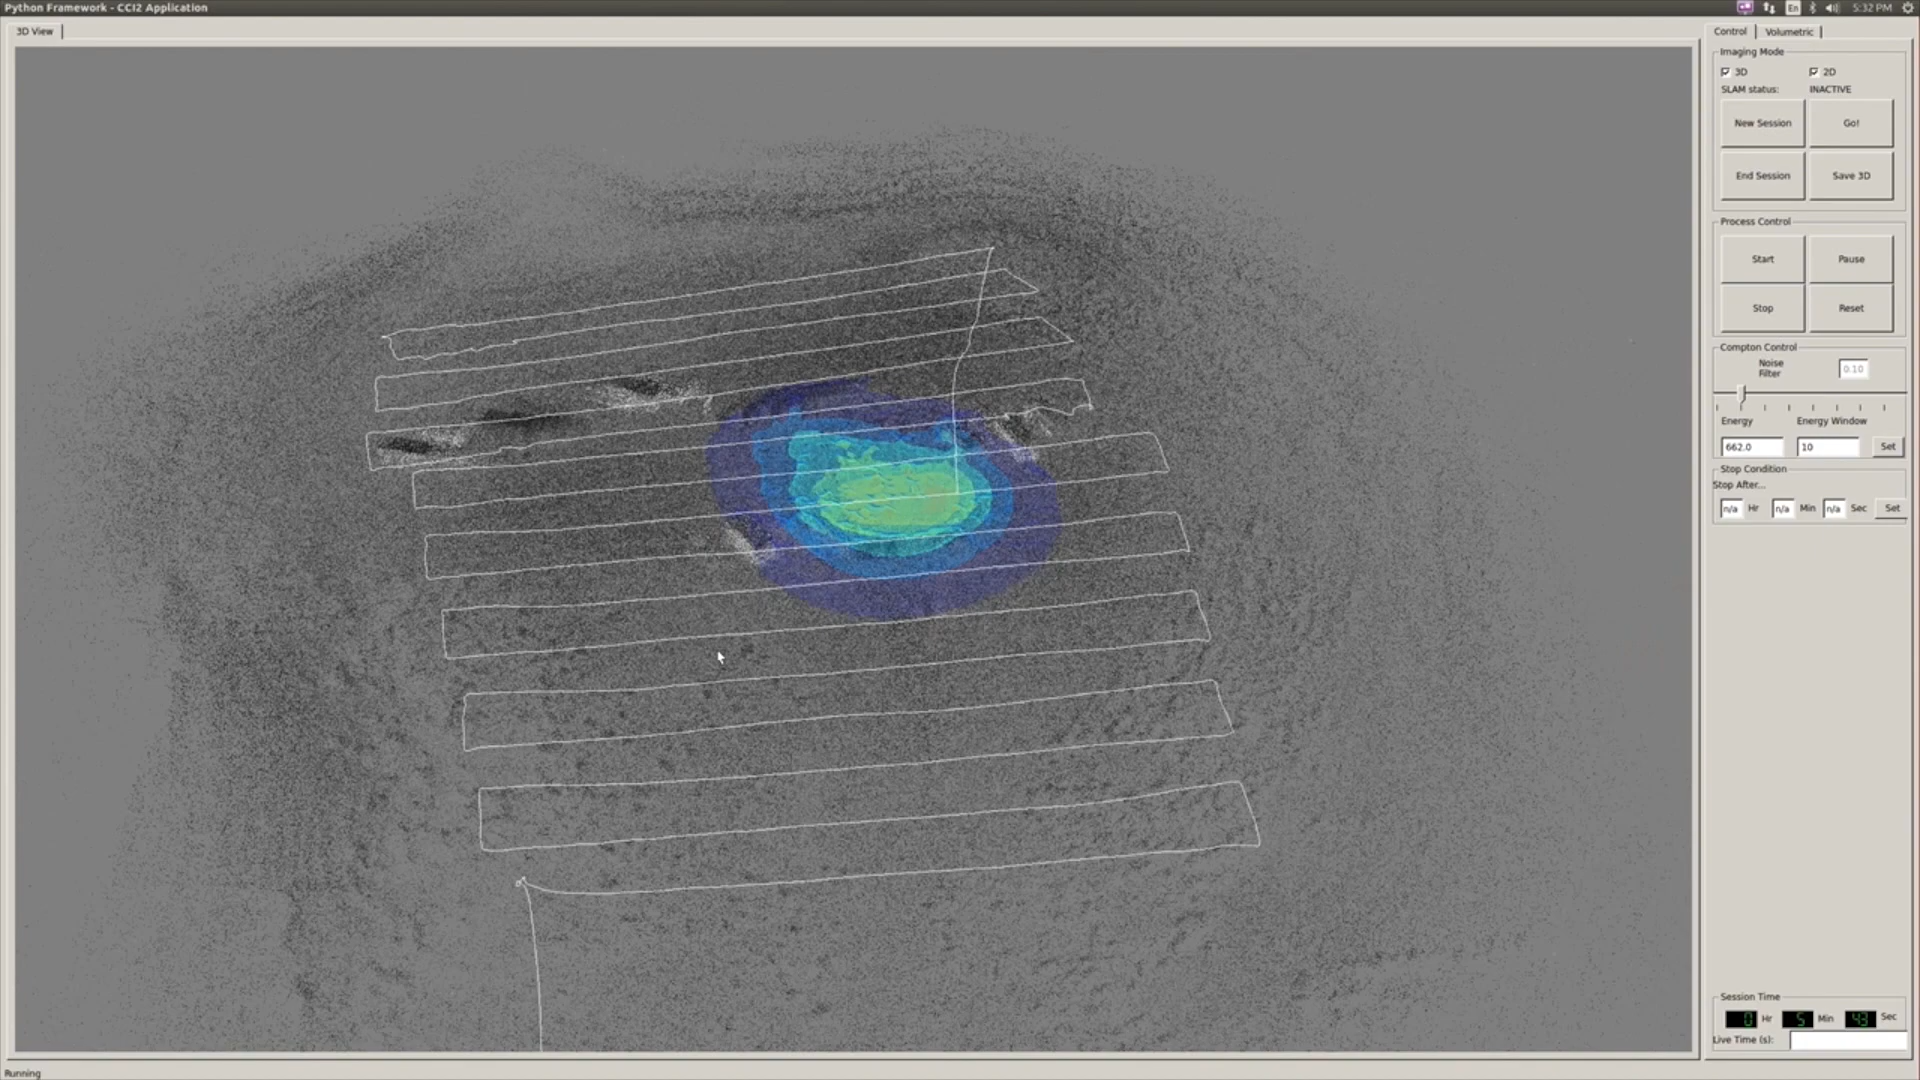 Python Framework - CCI2 Application
En
5:32 PM
3D View
Control
Volumetric
Imaging Mode
3D
2D
SLAM status:
INACTIVE
New Session
Go!
End Session
Save 3D
Process Control
Start
Pause
Stop
Reset
Compton Control
Noise
Filter
0.10
Energy
Energy Window
662.0
10
Set
Stop Condition
Stop After...
n/a Hr n/a Min n/a Sec Set
Session Time
0 Hr 5 Min 43 Sec
Live Time (s):
Running